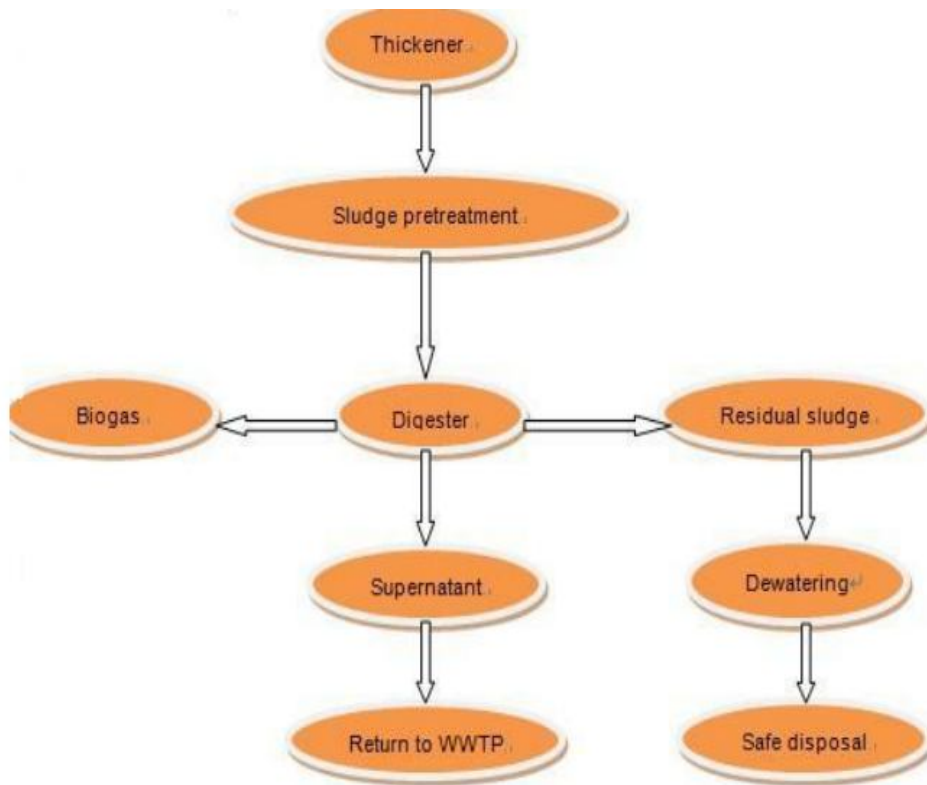 Thickener
Sludge pretreatment
Biogas
Digester
Residual sludge
Supernatant
Dewatering
Return to WWTP
Safe disposal